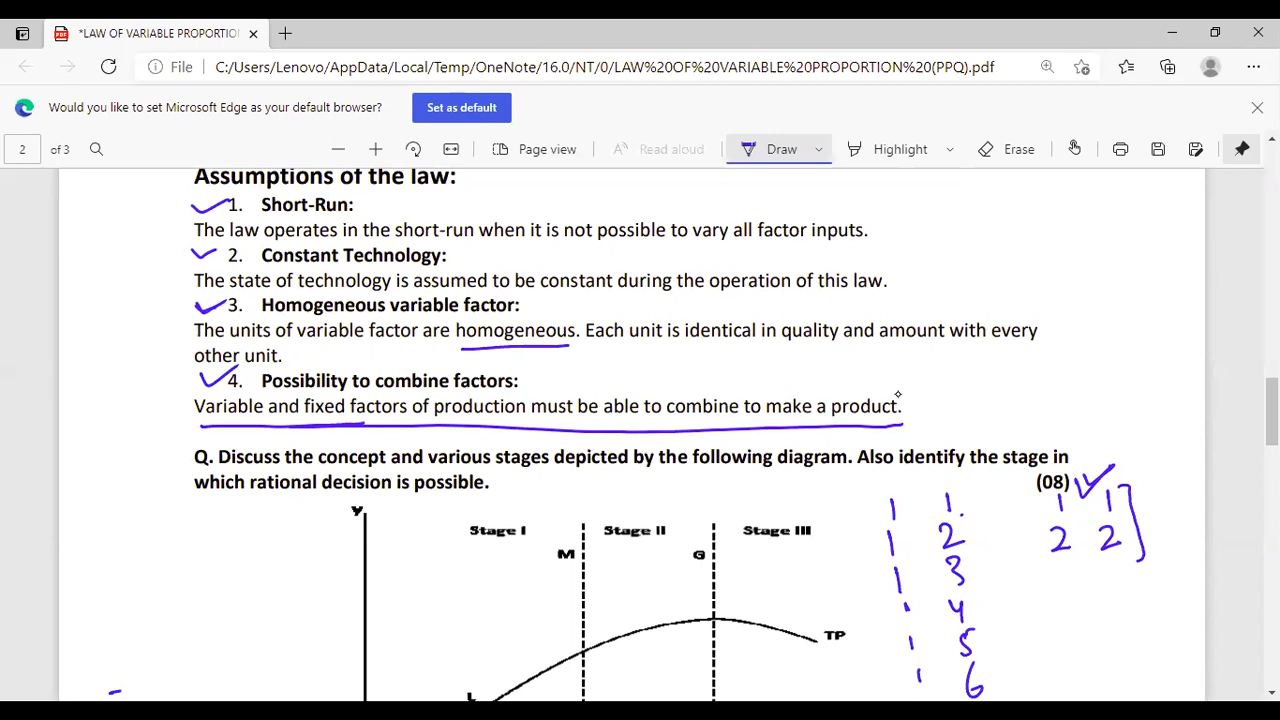 *LAW OF VARIABLE PROPORTIO
File C:/Users/Lenovo/AppData/Local/Temp/OneNote/16.0/NT/0/LAW%20OF%20VARIABLE%20PROPORTION%20(PPQ).pdf
Would you like to set Microsoft Edge as your default browser? Set as default
2 of 3 Page view Read aloud Draw Highlight Erase
Assumptions of the law:
1. Short-Run:
The law operates in the short-run when it is not possible to vary all factor inputs.
2. Constant Technology:
The state of technology is assumed to be constant during the operation of this law.
3. Homogeneous variable factor:
The units of variable factor are homogeneous. Each unit is identical in quality and amount with every
other unit.
4. Possibility to combine factors:
Variable and fixed factors of production must be able to combine to make a product.
Q. Discuss the concept and various stages depicted by the following diagram. Also identify the stage in
which rational decision is possible. (08)
Y
Stage I Stage II Stage III
M G
TP
L
1 1. 1 1
1 2 2 2
1 3
1 4
1 5
1 6